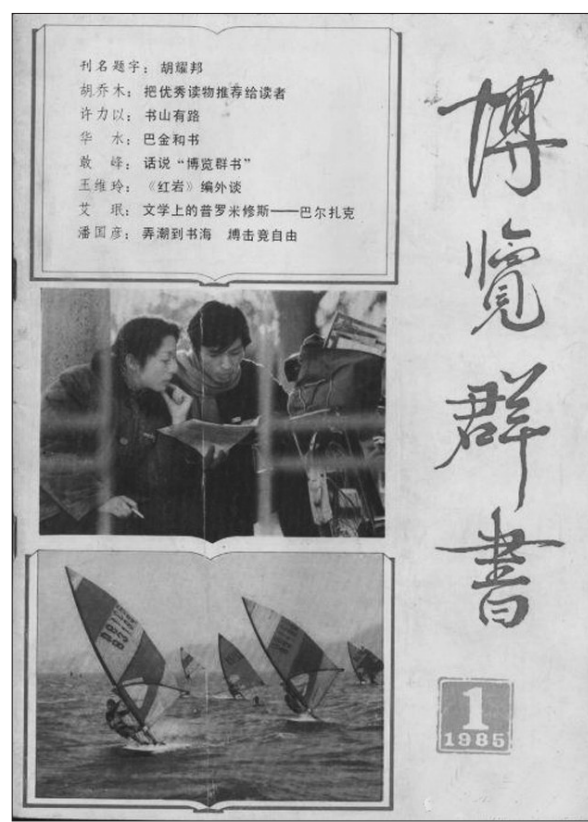 刊名题字：胡耀邦
胡乔木：把优秀读物推荐给读者
许力以：书山有路
华　水：巴金和书
敢　峰：话说“博览群书”
王维玲：《红岩》编外谈
艾　珉：文学上的普罗米修斯——巴尔扎克
潘国彦：弄潮到书海　搏击竞自由
博覽群書
1
1985